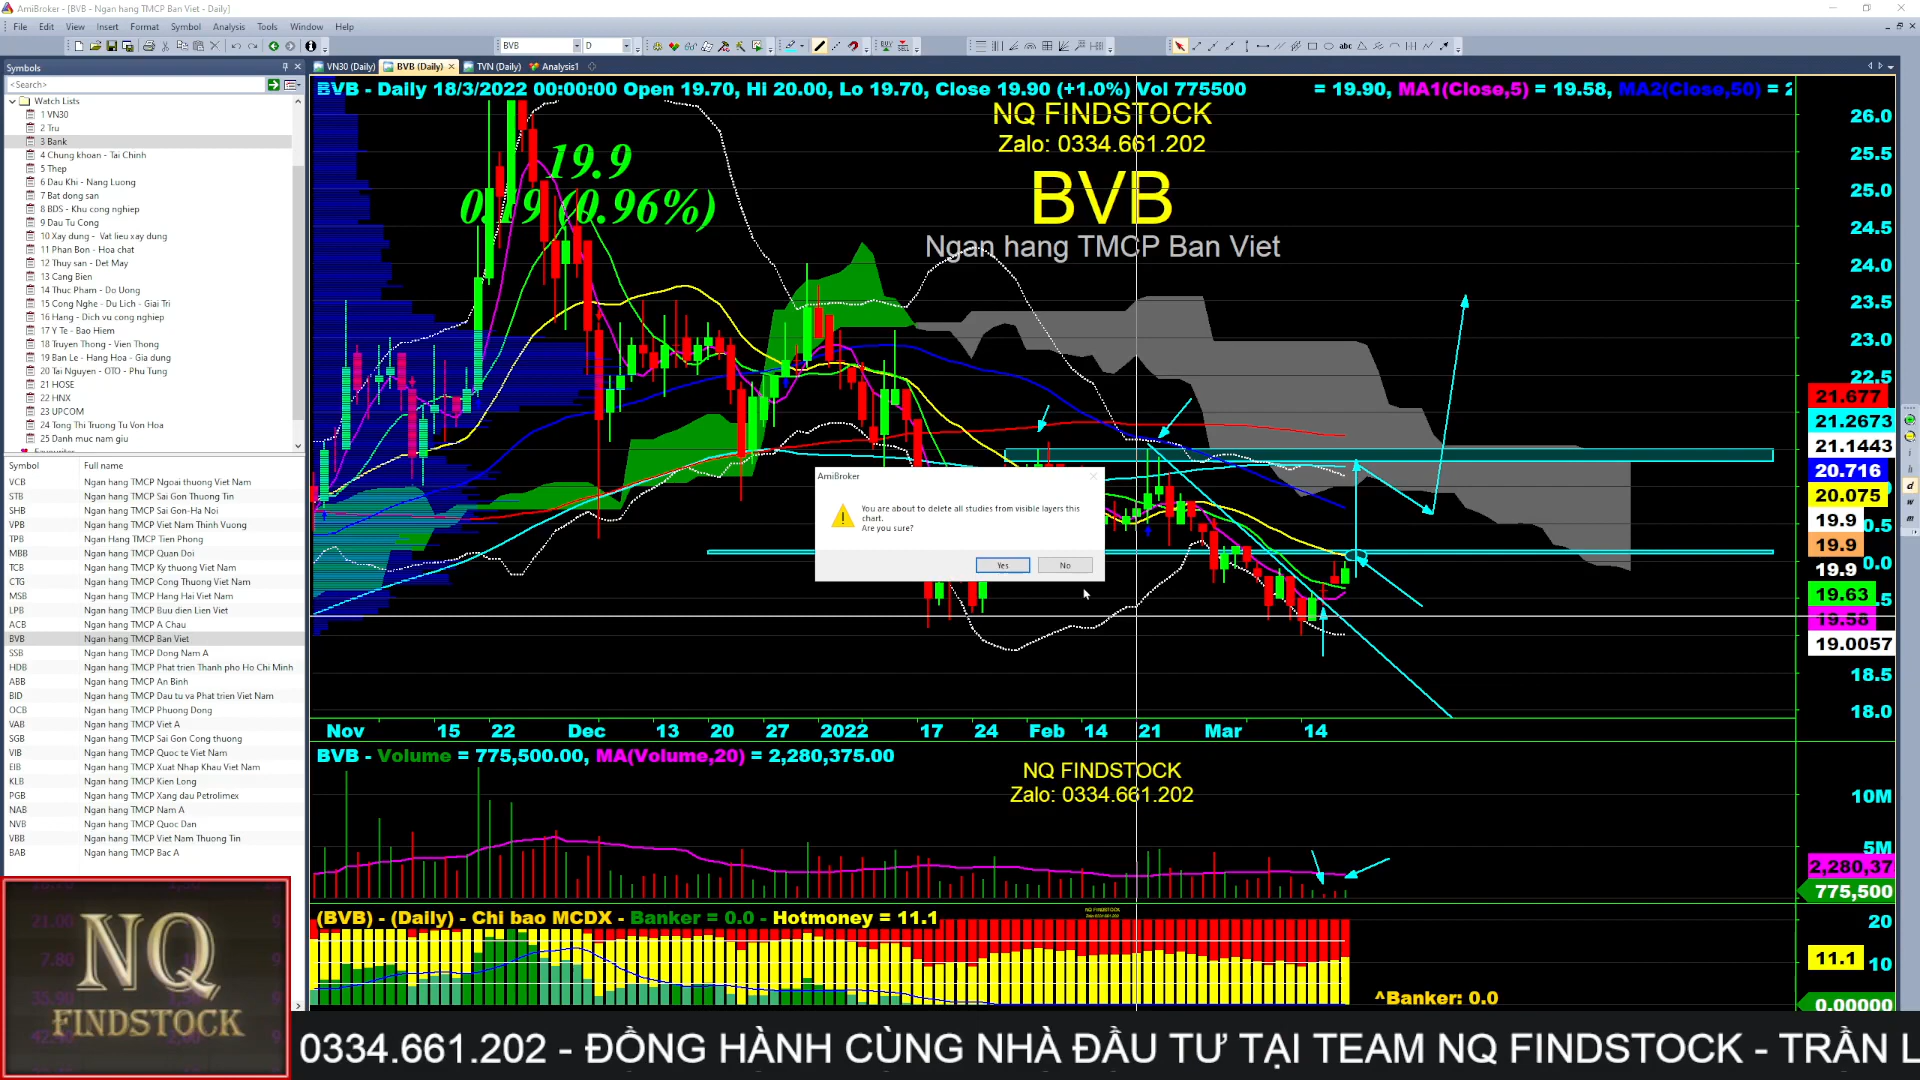 AmiBroker - [BVB - Ngan hang TMCP Ban Viet - Daily]
File Edit View Insert Format Symbol Analysis Tools Window Help
BVB D
Symbols
VN30 (Daily) BVB (Daily) TVN (Daily) Analysis1
<Search>
Watch Lists
1 VN30
2 Tru
3 Bank
4 Chung khoan - Tai Chinh
5 Thep
6 Dau Khi - Nang Luong
7 Bat dong san
8 BDS - Khu cong nghiep
9 Dau Tu Cong
10 Xay dung - Vat lieu xay dung
11 Phan Bon - Hoa chat
12 Thuy san - Det May
13 Cang Bien
14 Thuc Pham - Do Uong
15 Cong Nghe - Du Lich - Giai Tri
16 Hang - Dich vu cong nghiep
17 Y Te - Bao Hiem
18 Truyen Thong - Vien Thong
19 Ban Le - Hang Hoa - Gia dung
20 Tai Nguyen - OTO - Phu Tung
21 HOSE
22 HNX
23 UPCOM
24 Tong Thi Truong Tu Von Hoa
25 Danh muc nam giu
Symbol Full name
VCB Ngan hang TMCP Ngoai thuong Viet Nam
STB Ngan hang TMCP Sai Gon Thuong Tin
SHB Ngan hang TMCP Sai Gon-Ha Noi
VPB Ngan hang TMCP Viet Nam Thinh Vuong
TPB Ngan Hang TMCP Tien Phong
MBB Ngan hang TMCP Quan Doi
TCB Ngan hang TMCP Ky thuong Viet Nam
CTG Ngan hang TMCP Cong Thuong Viet Nam
MSB Ngan hang TMCP Hang Hai Viet Nam
LPB Ngan hang TMCP Buu dien Lien Viet
ACB Ngan hang TMCP A Chau
BVB Ngan hang TMCP Ban Viet
SSB Ngan hang TMCP Dong Nam A
HDB Ngan hang TMCP Phat trien Thanh pho Ho Chi Minh
ABB Ngan hang TMCP An Binh
BID Ngan hang TMCP Dau tu va Phat trien Viet Nam
OCB Ngan hang TMCP Phuong Dong
VAB Ngan hang TMCP Viet A
SGB Ngan hang TMCP Sai Gon Cong thuong
VIB Ngan hang TMCP Quoc te Viet Nam
EIB Ngan hang TMCP Xuat Nhap Khau Viet Nam
KLB Ngan hang TMCP Kien Long
PGB Ngan hang TMCP Xang dau Petrolimex
NAB Ngan hang TMCP Nam A
NVB Ngan hang TMCP Quoc Dan
VBB Ngan hang TMCP Viet Nam Thuong Tin
BAB Ngan hang TMCP Bac A
BVB - Daily 18/3/2022 00:00:00 Open 19.70, Hi 20.00, Lo 19.70, Close 19.90 (+1.0%) Vol 775500 = 19.90, MA1(Close,5) = 19.58, MA2(Close,50) = 2
NQ FINDSTOCK
Zalo: 0334.661.202
BVB
Ngan hang TMCP Ban Viet
19.9
0.19 (0.96%)
26.0
25.5
25.0
24.5
24.0
23.5
23.0
22.5
21.677
21.2673
21.1443
20.716
20.075
19.9
19.9
19.9
19.63
19.58
19.0057
18.5
18.0
AmiBroker
You are about to delete all studies from visible layers this
chart.
Are you sure?
Yes No
Nov 15 22 Dec 13 20 27 2022 17 24 Feb 14 21 Mar 14
BVB - Volume = 775,500.00, MA(Volume,20) = 2,280,375.00
NQ FINDSTOCK
Zalo: 0334.661.202
10M
5M
2,280,37
775,500
(BVB) - (Daily) - Chi bao MCDX - Banker = 0.0 - Hotmoney = 11.1
20
11.1 10
^Banker: 0.0
0.00000
NQ
FINDSTOCK
0334.661.202 - ĐỒNG HÀNH CÙNG NHÀ ĐẦU TƯ TẠI TEAM NQ FINDSTOCK - TRẦN L